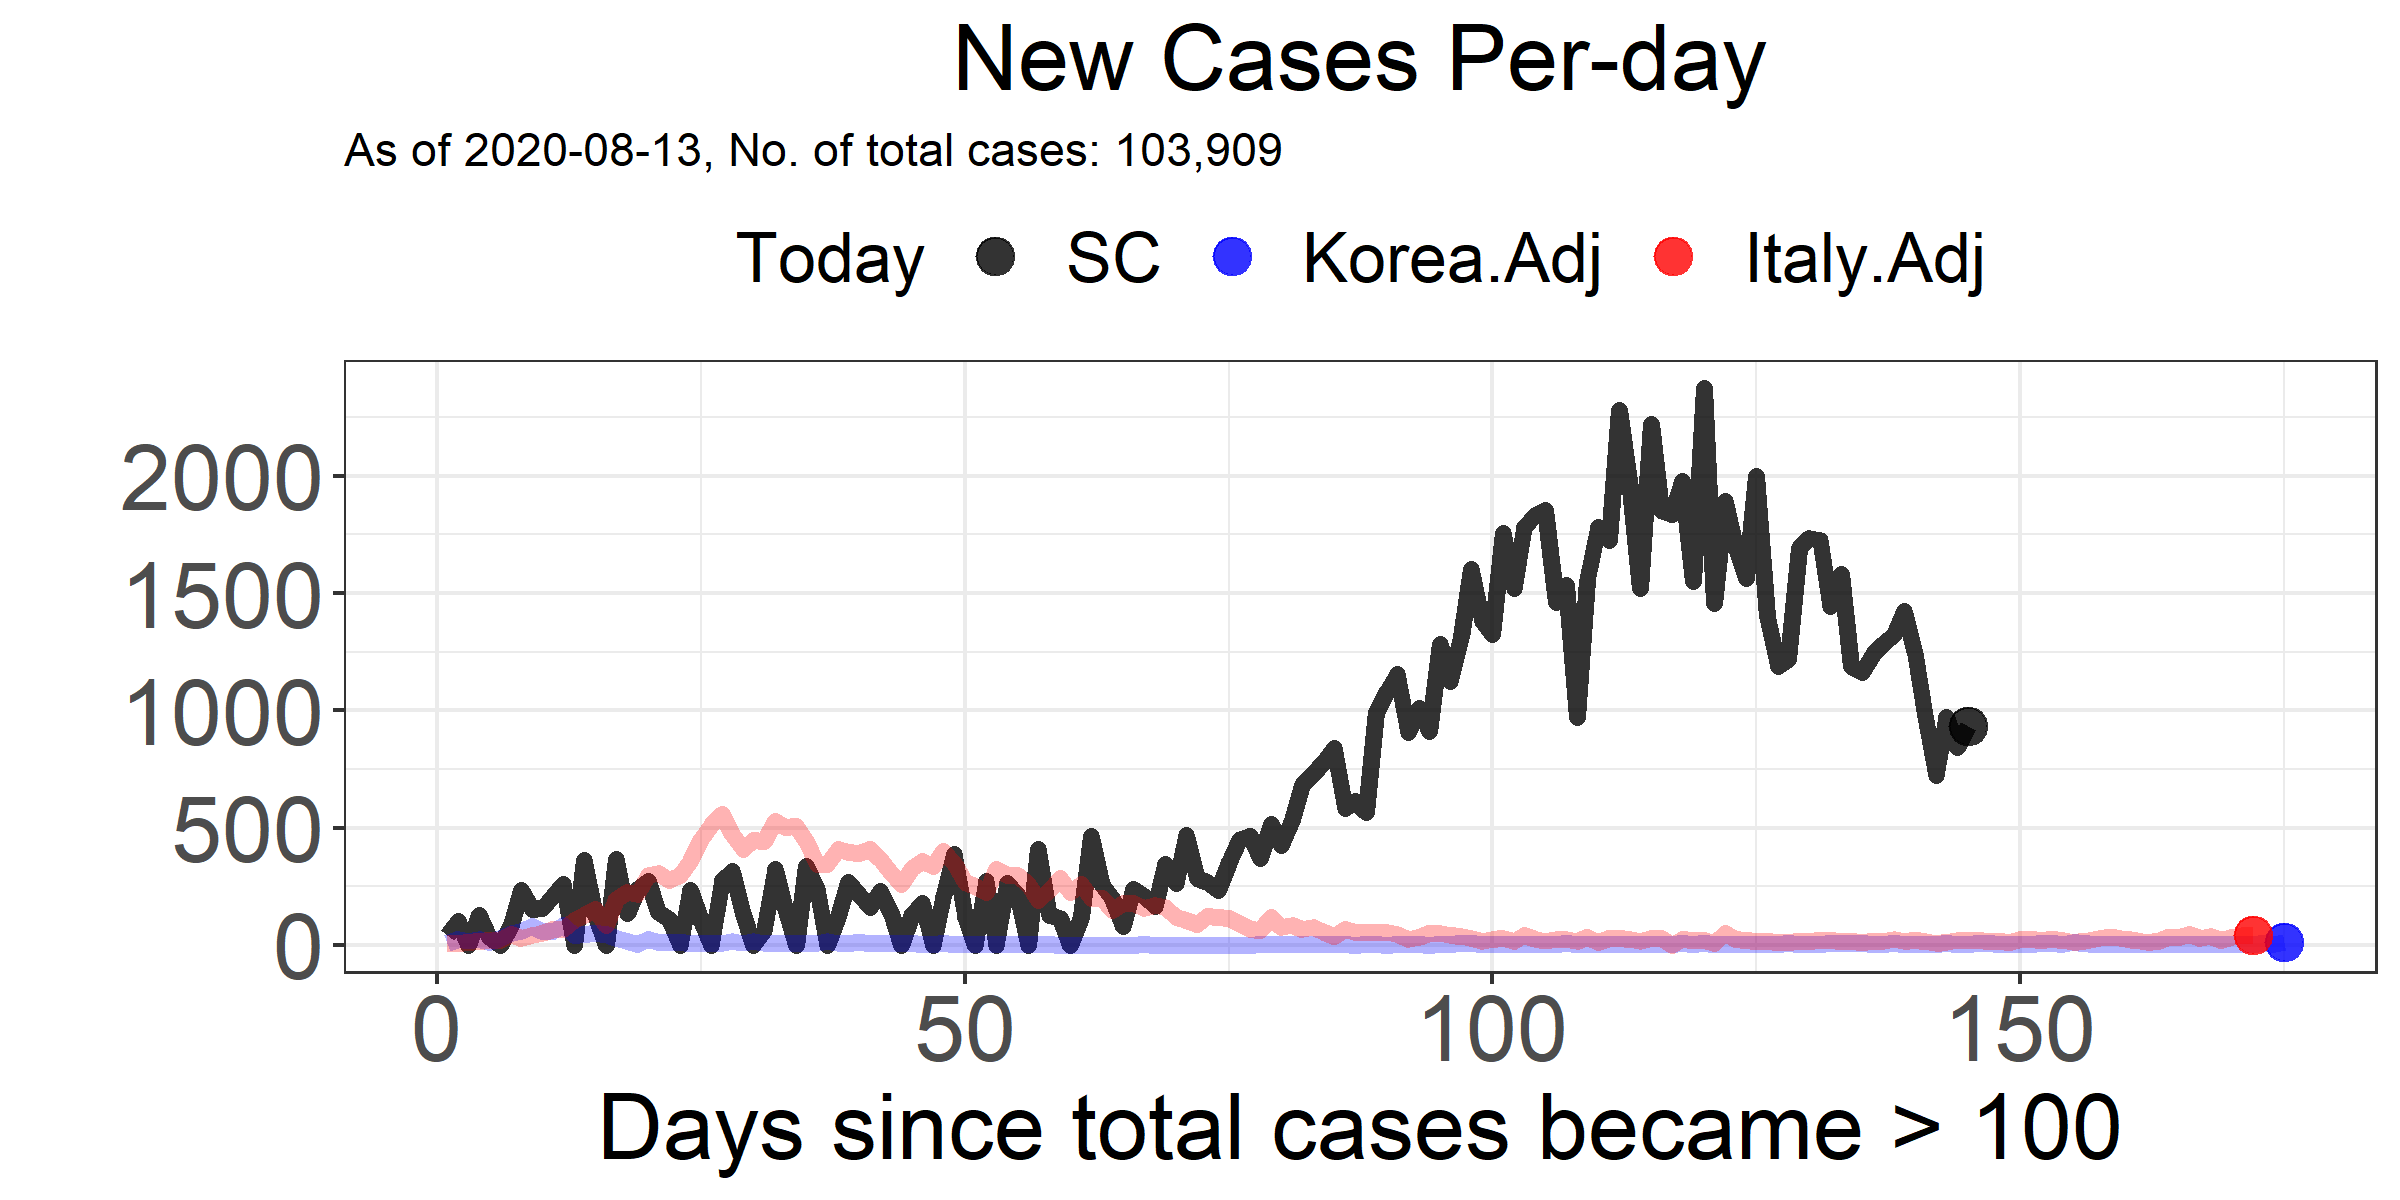 New Cases Per-day
As of 2020-08-13, No. of total cases: 103,909
Today SC Korea.Adj Italy.Adj
2000
1500
1000
500
0
0 50 100 150
Days since total cases became > 100